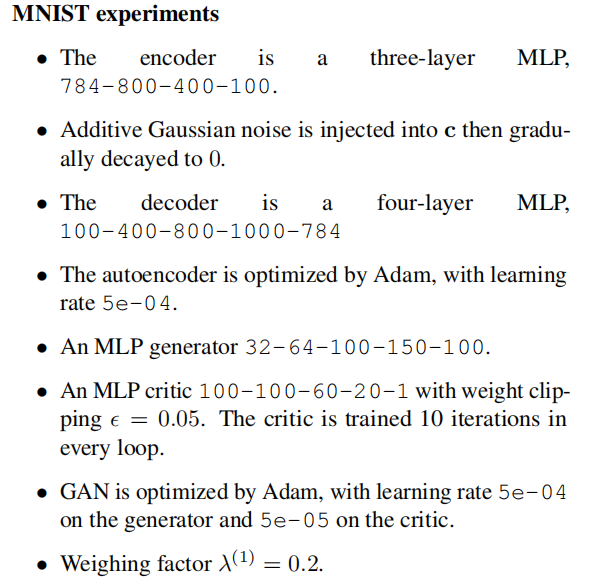 MNIST experiments
• The encoder is a three-layer MLP,
784-800-400-100.
• Additive Gaussian noise is injected into c then gradu-
ally decayed to 0.
• The decoder is a four-layer MLP,
100-400-800-1000-784
• The autoencoder is optimized by Adam, with learning
rate 5e-04.
• An MLP generator 32-64-100-150-100.
• An MLP critic 100-100-60-20-1 with weight clip-
ping ϵ = 0.05. The critic is trained 10 iterations in
every loop.
• GAN is optimized by Adam, with learning rate 5e-04
on the generator and 5e-05 on the critic.
• Weighing factor λ⁽¹⁾ = 0.2.